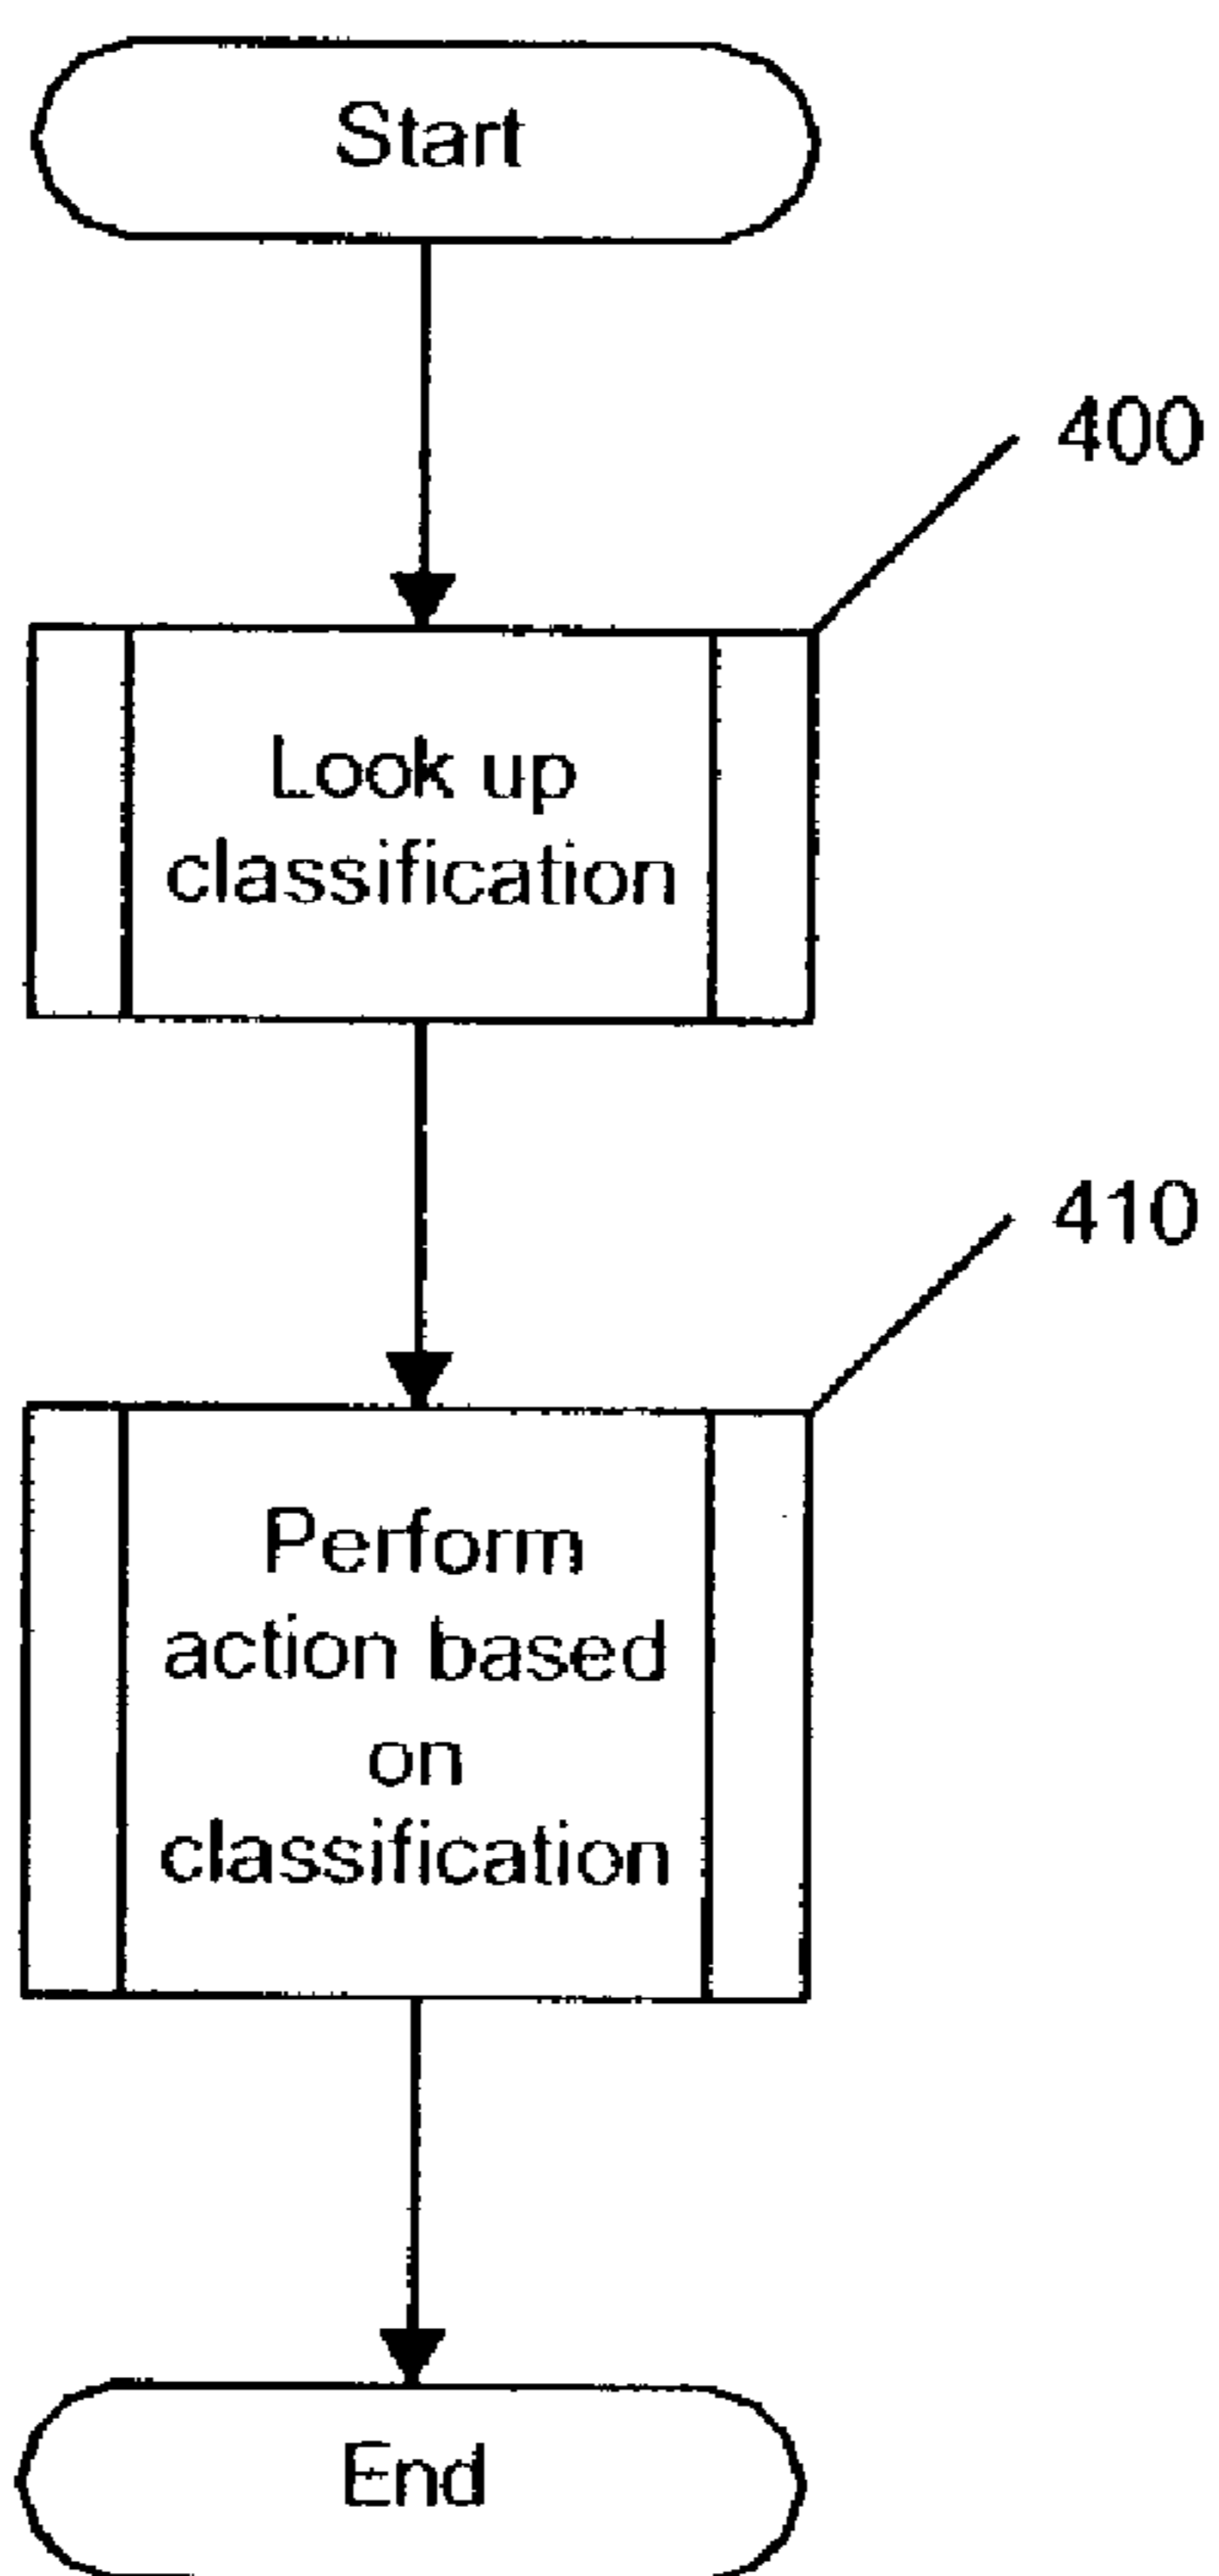 Start
400
Look up
classification
410
Perform
action based
on
classification
End